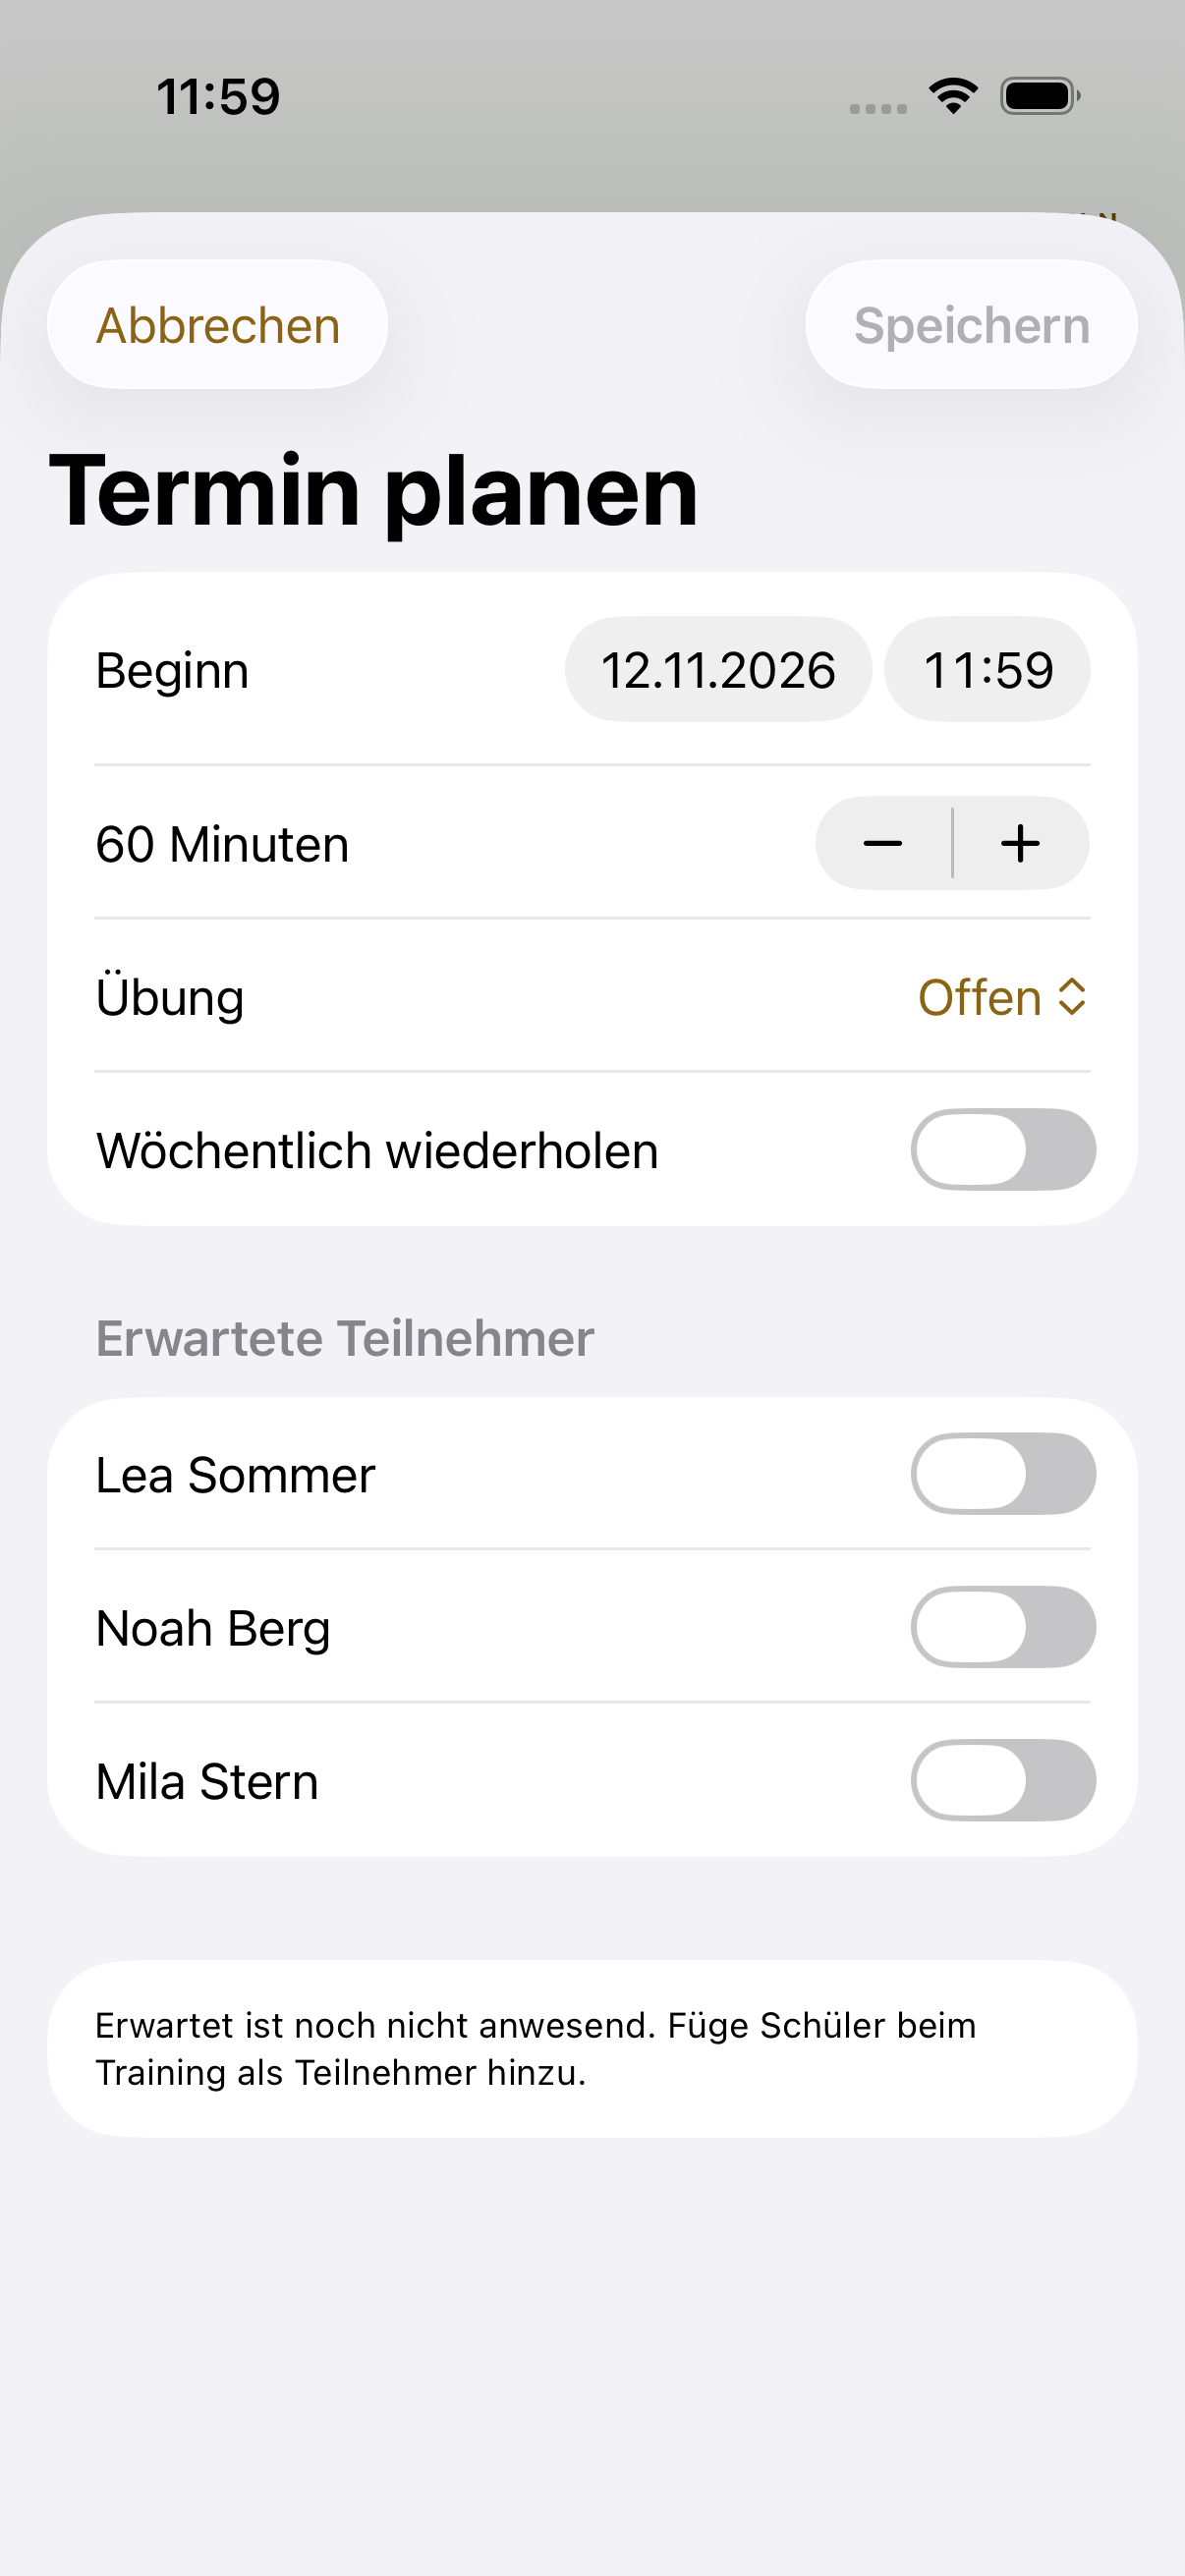 11:59
Abbrechen
Speichern
Termin planen
Beginn 12.11.2026 11:59
60 Minuten
Übung Offen
Wöchentlich wiederholen
Erwartete Teilnehmer
Lea Sommer
Noah Berg
Mila Stern
Erwartet ist noch nicht anwesend. Füge Schüler beim
Training als Teilnehmer hinzu.